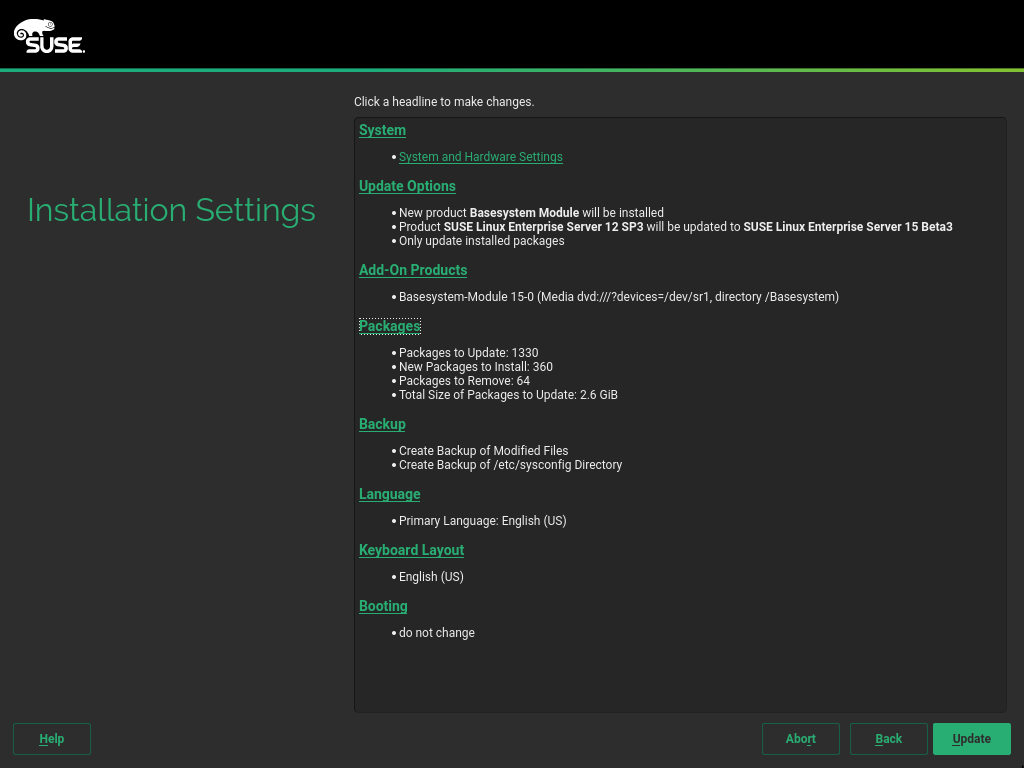 SUSE.
Click a headline to make changes.
Installation Settings
System
• System and Hardware Settings
Update Options
• New product Basesystem Module will be installed
• Product SUSE Linux Enterprise Server 12 SP3 will be updated to SUSE Linux Enterprise Server 15 Beta3
• Only update installed packages
Add-On Products
• Basesystem-Module 15-0 (Media dvd:///?devices=/dev/sr1, directory /Basesystem)
Packages
• Packages to Update: 1330
• New Packages to Install: 360
• Packages to Remove: 64
• Total Size of Packages to Update: 2.6 GiB
Backup
• Create Backup of Modified Files
• Create Backup of /etc/sysconfig Directory
Language
• Primary Language: English (US)
Keyboard Layout
• English (US)
Booting
• do not change
Help
Abort
Back
Update